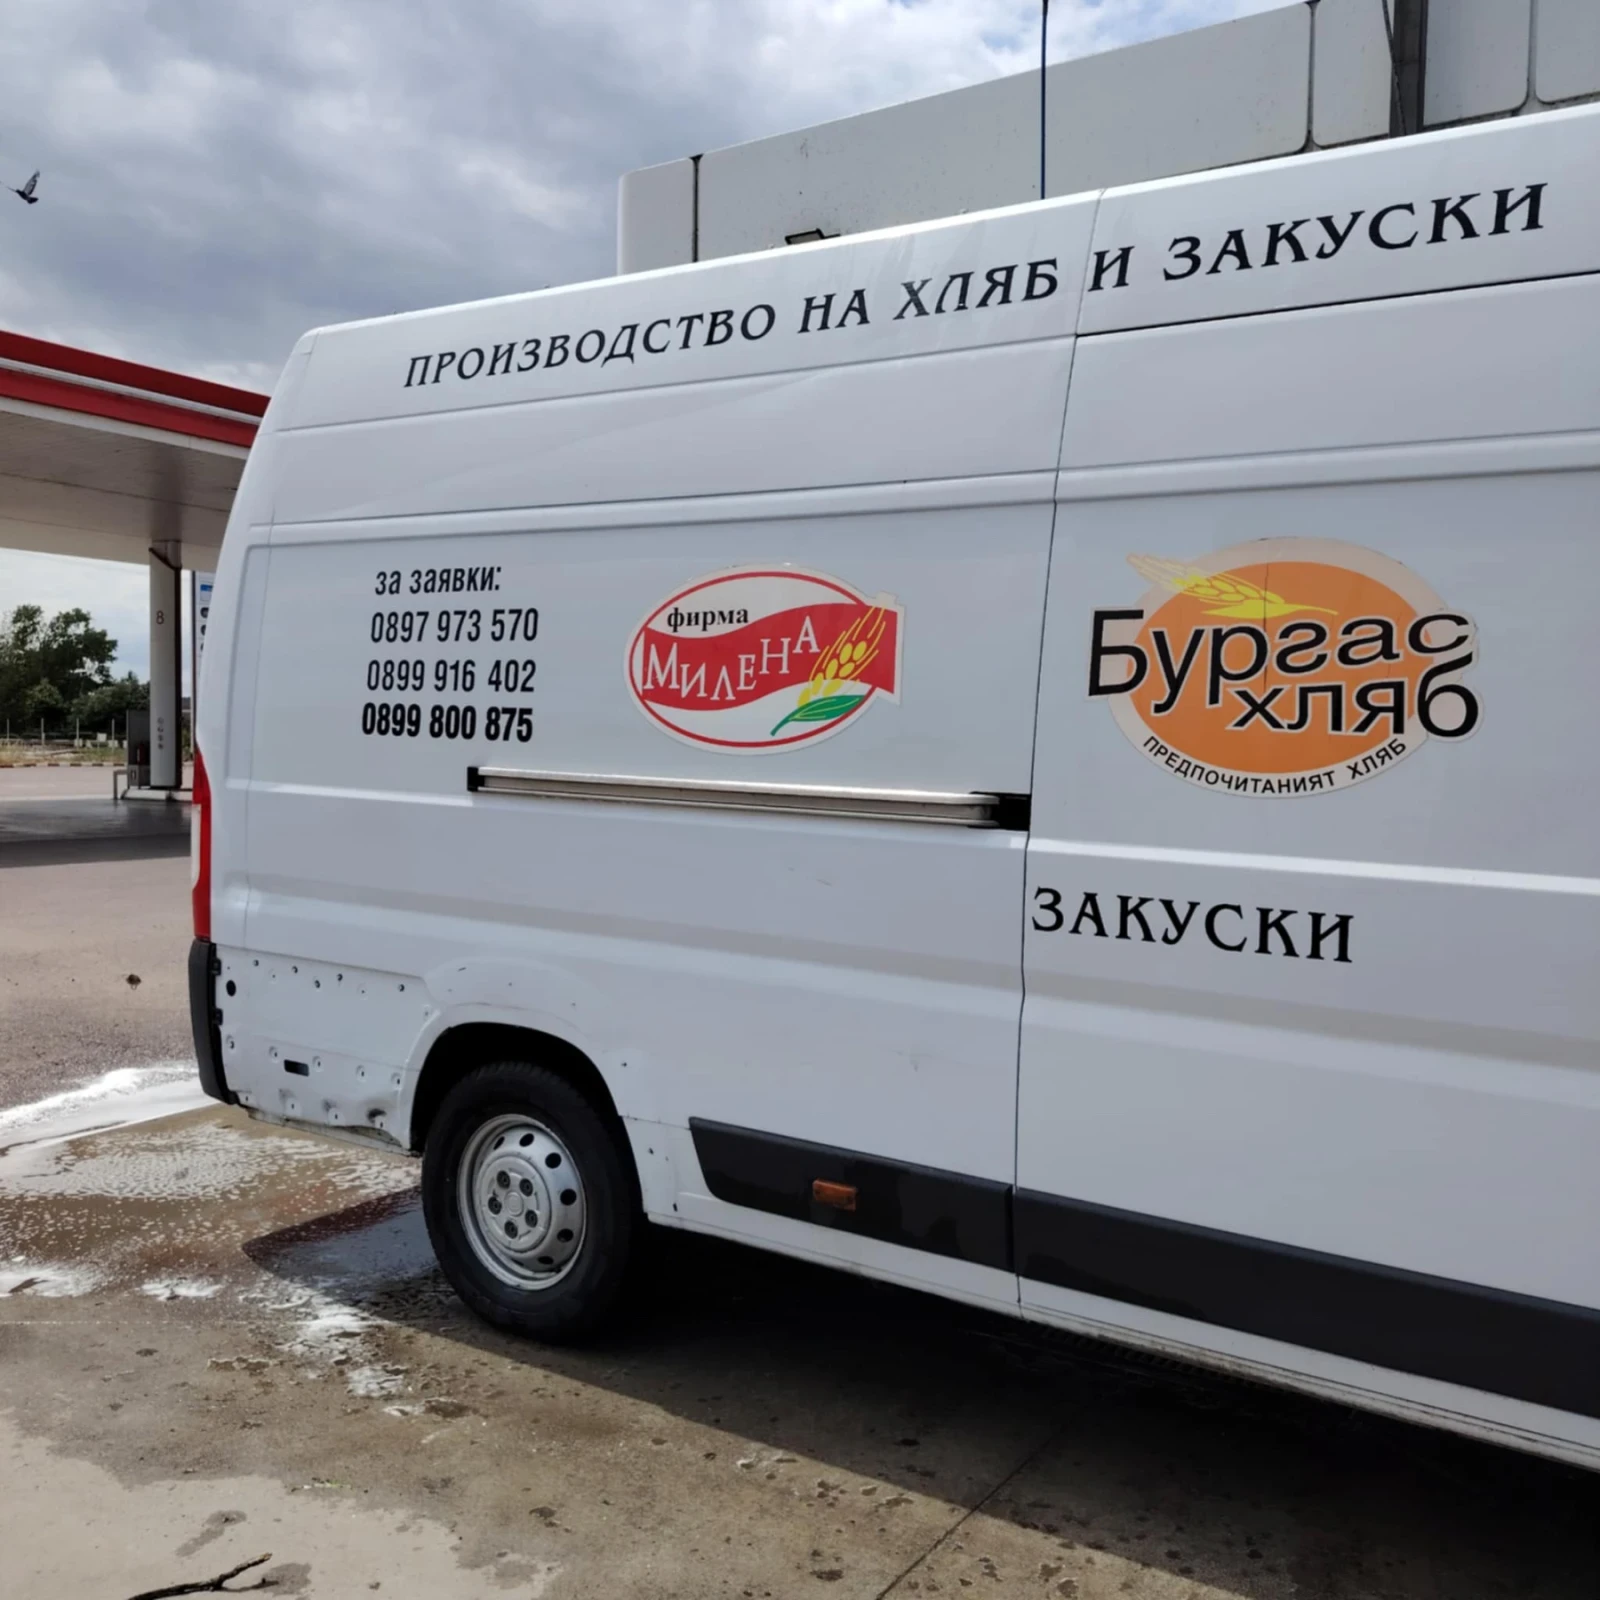 ПРОИЗВОДСТВО НА ХЛЯБ И ЗАКУСКИ
за заявки:
0897 973 570
0899 916 402
0899 800 875
фирма
МИЛЕНА
Бургас
хляб
ПРЕДПОЧИТАНИЯТ ХЛЯБ
ЗАКУСКИ
8